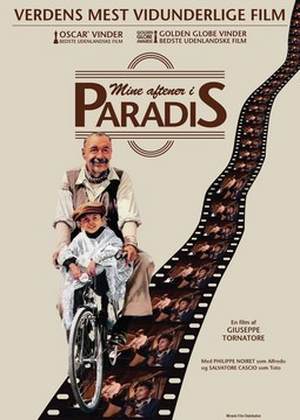 VERDENS MEST VIDUNDERLIGE FILM
OSCAR® VINDER
BEDSTE UDENLANDSKE FILM
GOLDEN GLOBE VINDER
BEDSTE UDENLANDSKE FILM
Mine aftener i
PARADIS
En film af
GIUSEPPE
TORNATORE
Med PHILIPPE NOIRET som Alfredo
og SALVATORE CASCIO som Toto